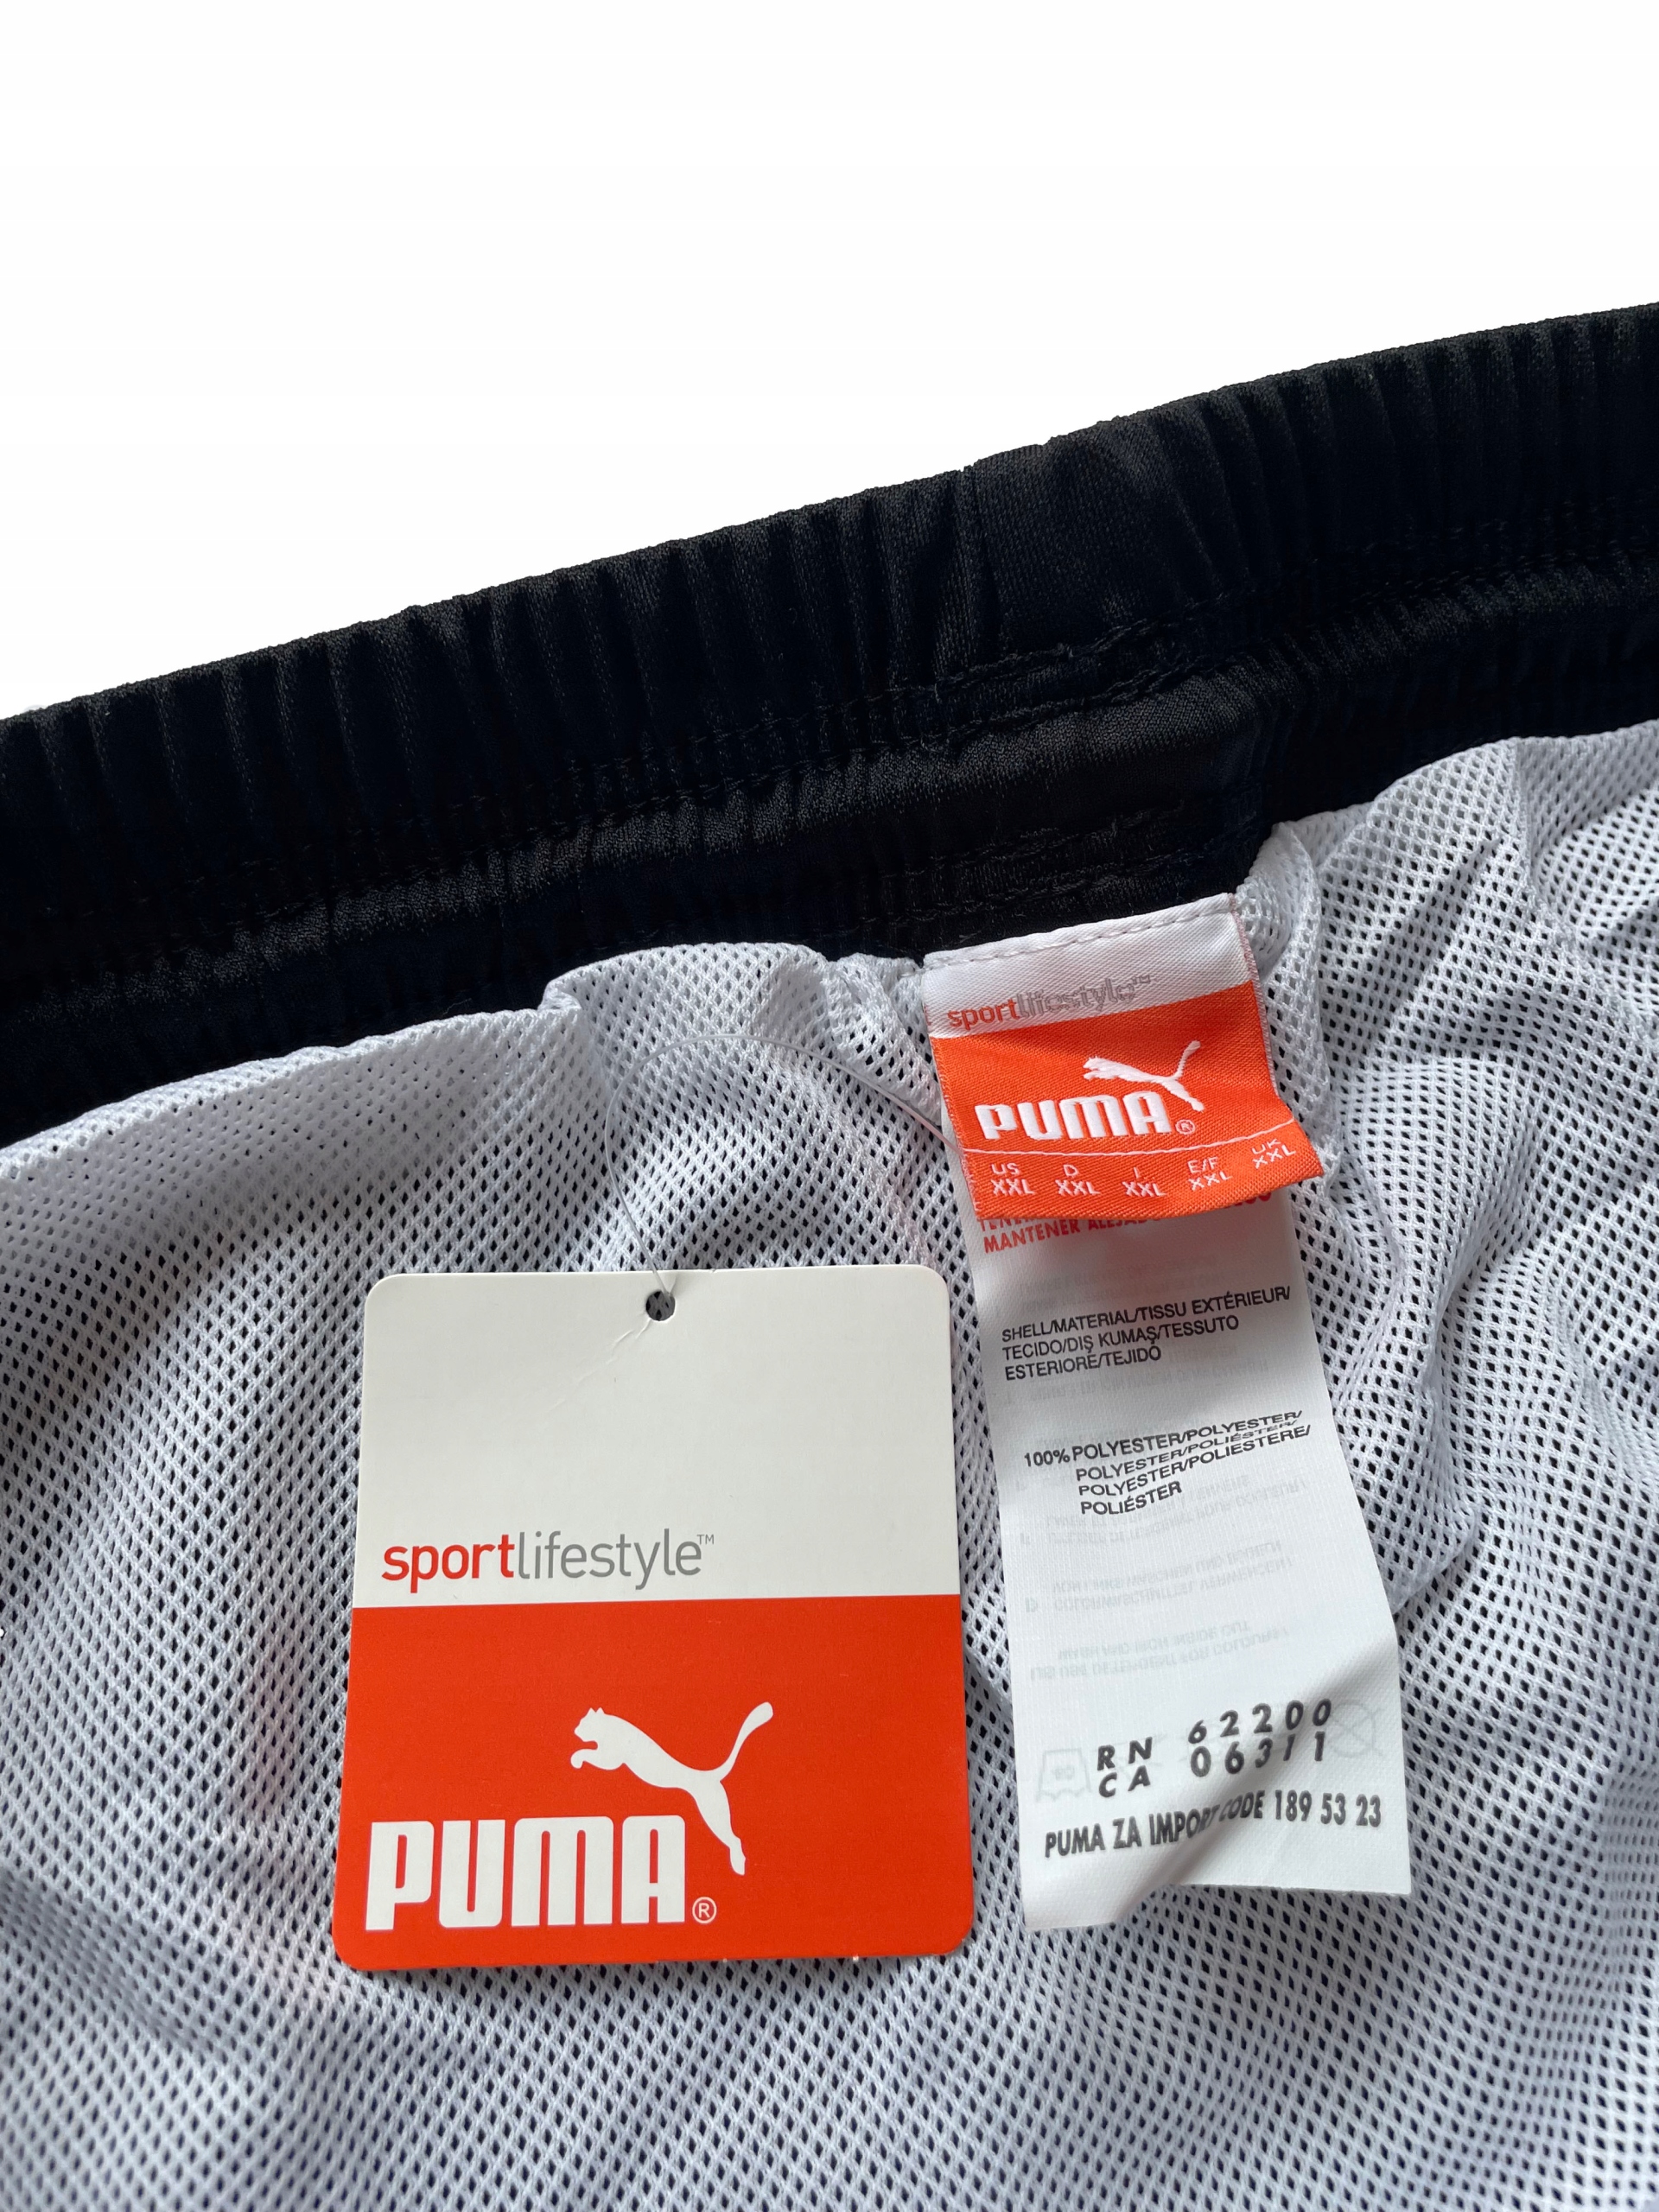 sportlifestyle™
PUMA®
US D I E/F UK
XXL XXL XXL XXL XXL
MANTENER
SHELL/MATERIAL/TISSU EXTÉRIEUR/
TECIDO/DIŞ KUMAŞ/TESSUTO
ESTERIORE/TEJIDO
100% POLYESTER/POLYESTER/
POLYESTER/POLIÉSTER/
POLYESTER/POLIESTERE/
POLIÉSTER
RN 62200
CA 06311
PUMA ZA IMPORT CODE 189 53 23
sportlifestyle™
PUMA®